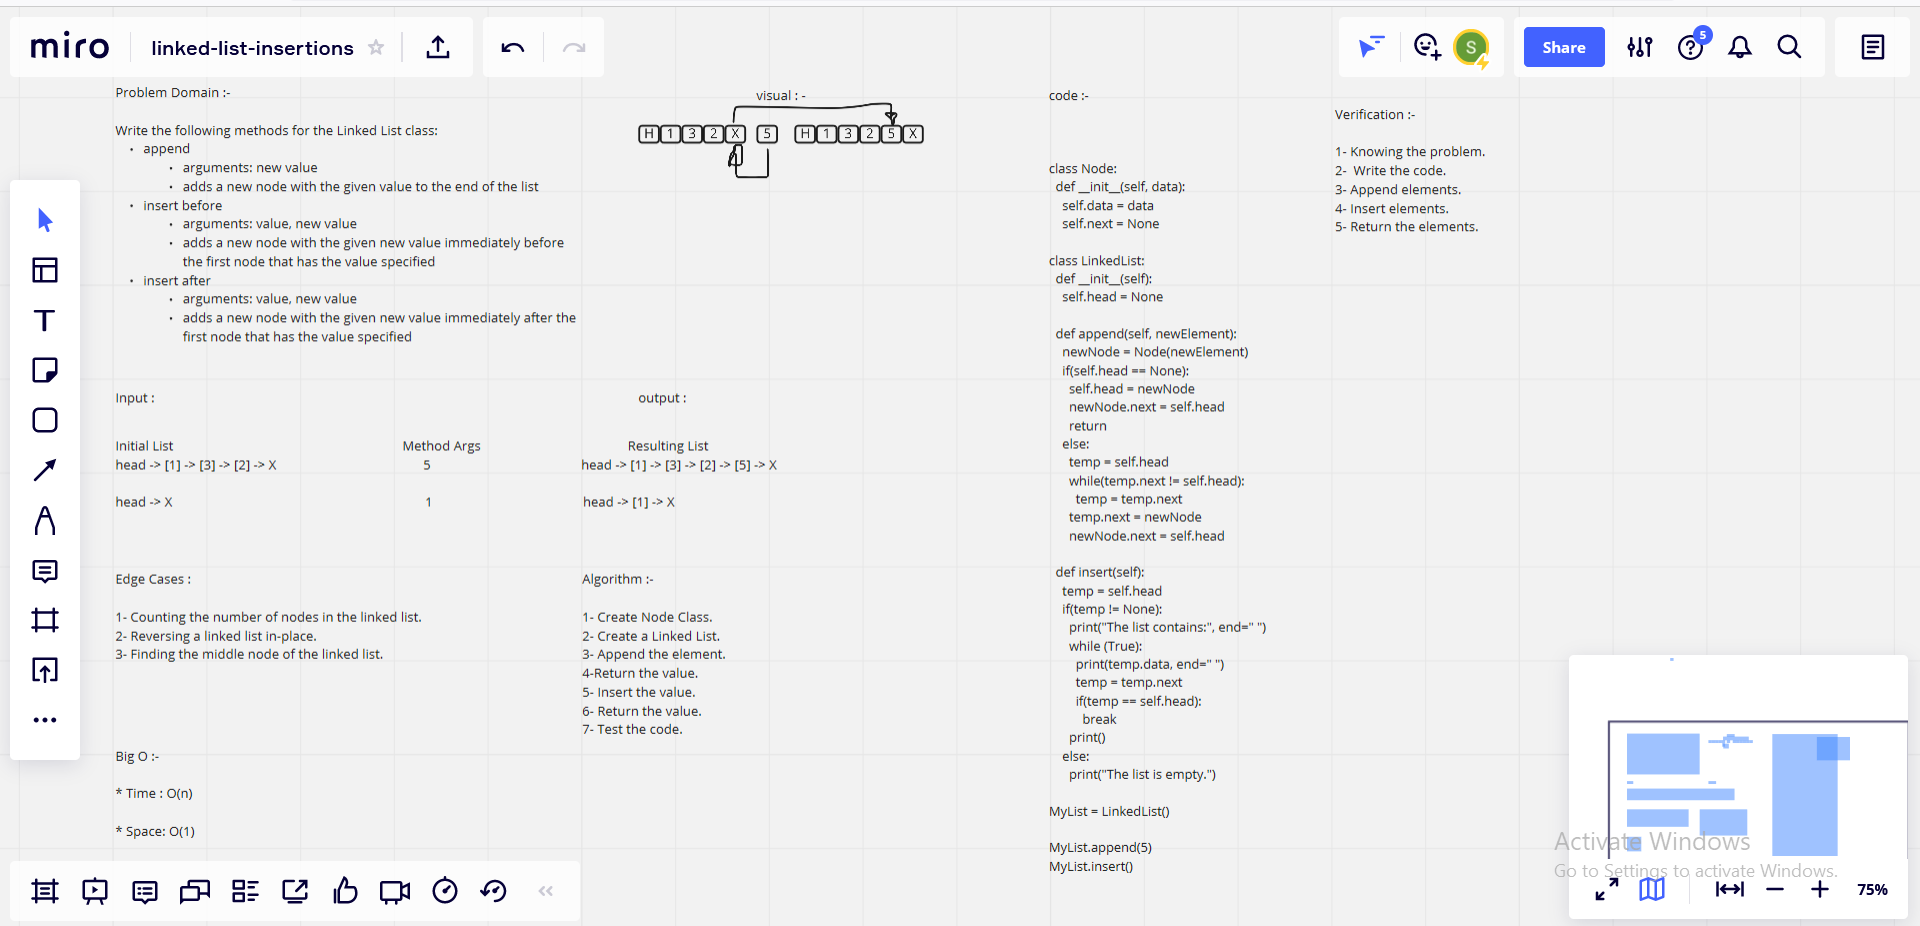 miro
linked-list-insertions
S
Share
5
Problem Domain :-
Write the following methods for the Linked List class:
• append
• arguments: new value
• adds a new node with the given value to the end of the list
• insert before
• arguments: value, new value
• adds a new node with the given new value immediately before
the first node that has the value specified
• insert after
• arguments: value, new value
• adds a new node with the given new value immediately after the
first node that has the value specified
visual : -
H 1 3 2 X 5 H 1 3 2 5 X
Input :
output :
Initial List Method Args Resulting List
head -> [1] -> [3] -> [2] -> X 5 head -> [1] -> [3] -> [2] -> [5] -> X
head -> X 1 head -> [1] -> X
Edge Cases :
1- Counting the number of nodes in the linked list.
2- Reversing a linked list in-place.
3- Finding the middle node of the linked list.
Algorithm :-
1- Create Node Class.
2- Create a Linked List.
3- Append the element.
4-Return the value.
5- Insert the value.
6- Return the value.
7- Test the code.
Big O :-
* Time : O(n)
* Space: O(1)
code :-
class Node:
def __init__(self, data):
self.data = data
self.next = None
class LinkedList:
def __init__(self):
self.head = None
def append(self, newElement):
newNode = Node(newElement)
if(self.head == None):
self.head = newNode
newNode.next = self.head
return
else:
temp = self.head
while(temp.next != self.head):
temp = temp.next
temp.next = newNode
newNode.next = self.head
def insert(self):
temp = self.head
if(temp != None):
print("The list contains:", end=" ")
while (True):
print(temp.data, end=" ")
temp = temp.next
if(temp == self.head):
break
print()
else:
print("The list is empty.")
MyList = LinkedList()
MyList.append(5)
MyList.insert()
Verification :-
1- Knowing the problem.
2- Write the code.
3- Append elements.
4- Insert elements.
5- Return the elements.
Activate Windows
Go to Settings to activate Windows.
75%